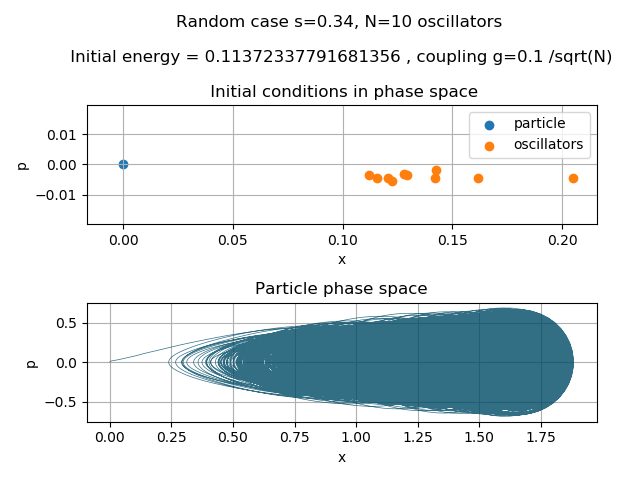 Random case s=0.34, N=10 oscillators
Initial energy = 0.11372337791681356 , coupling g=0.1 /sqrt(N)
Initial conditions in phase space
particle
oscillators
0.01
0.00
−0.01
p
0.00 0.05 0.10 0.15 0.20
x
Particle phase space
0.5
0.0
−0.5
p
0.00 0.25 0.50 0.75 1.00 1.25 1.50 1.75
x